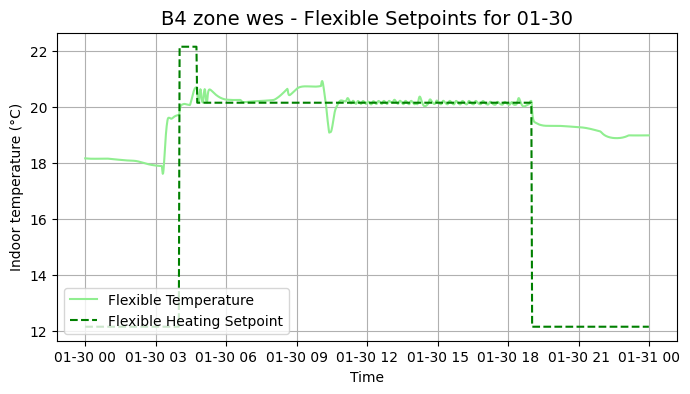 B4 zone wes - Flexible Setpoints for 01-30
Indoor temperature (°C)
22
20
18
16
14
12
Flexible Temperature
Flexible Heating Setpoint
01-30 00 01-30 03 01-30 06 01-30 09 01-30 12 01-30 15 01-30 18 01-30 21 01-31 00
Time